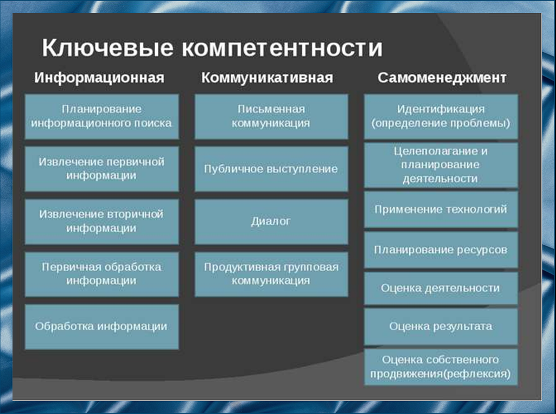 Ключевые компетентности
Информационная
Планирование
информационного поиска
Извлечение первичной
информации
Извлечение вторичной
информации
Первичная обработка
информации
Обработка информации
Коммуникативная
Письменная
коммуникация
Публичное выступление
Диалог
Продуктивная групповая
коммуникация
Самоменеджмент
Идентификация
(определение проблемы)
Целеполагание и
планирование
деятельности
Применение технологий
Планирование ресурсов
Оценка деятельности
Оценка результата
Оценка собственного
продвижения(рефлексия)